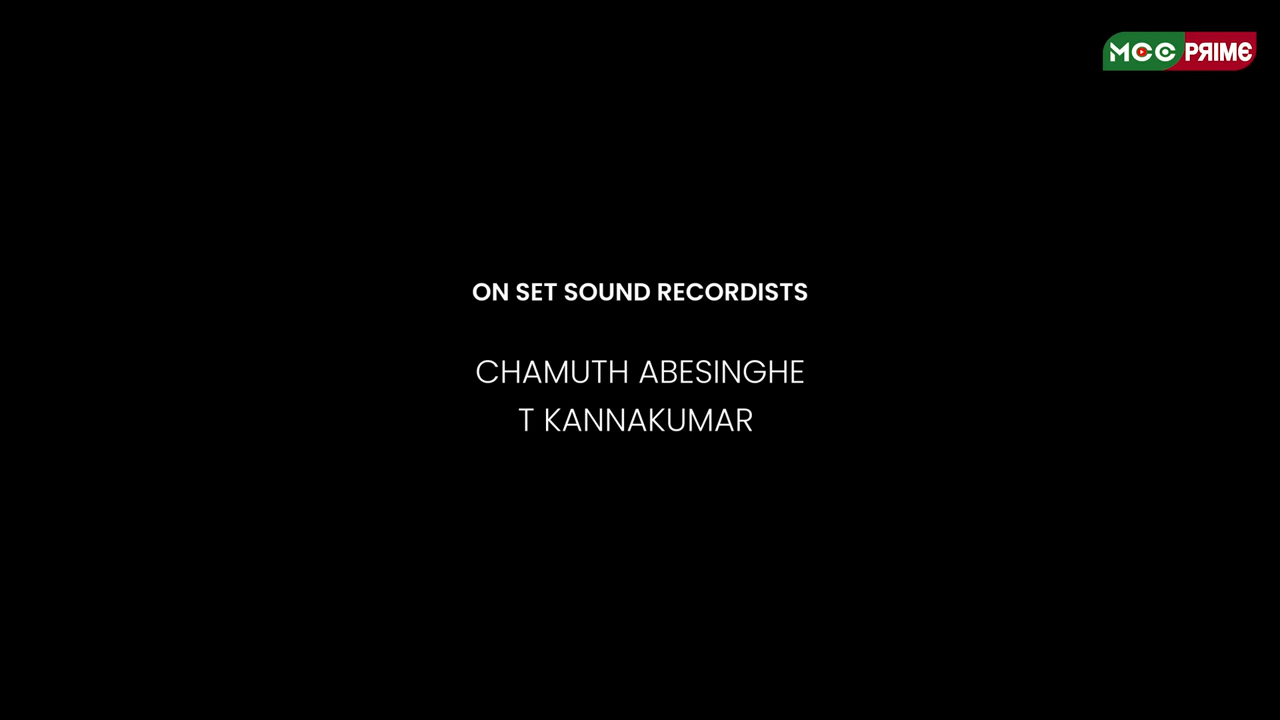 MCC PRIME
ON SET SOUND RECORDISTS
CHAMUTH ABESINGHE
T KANNAKUMAR